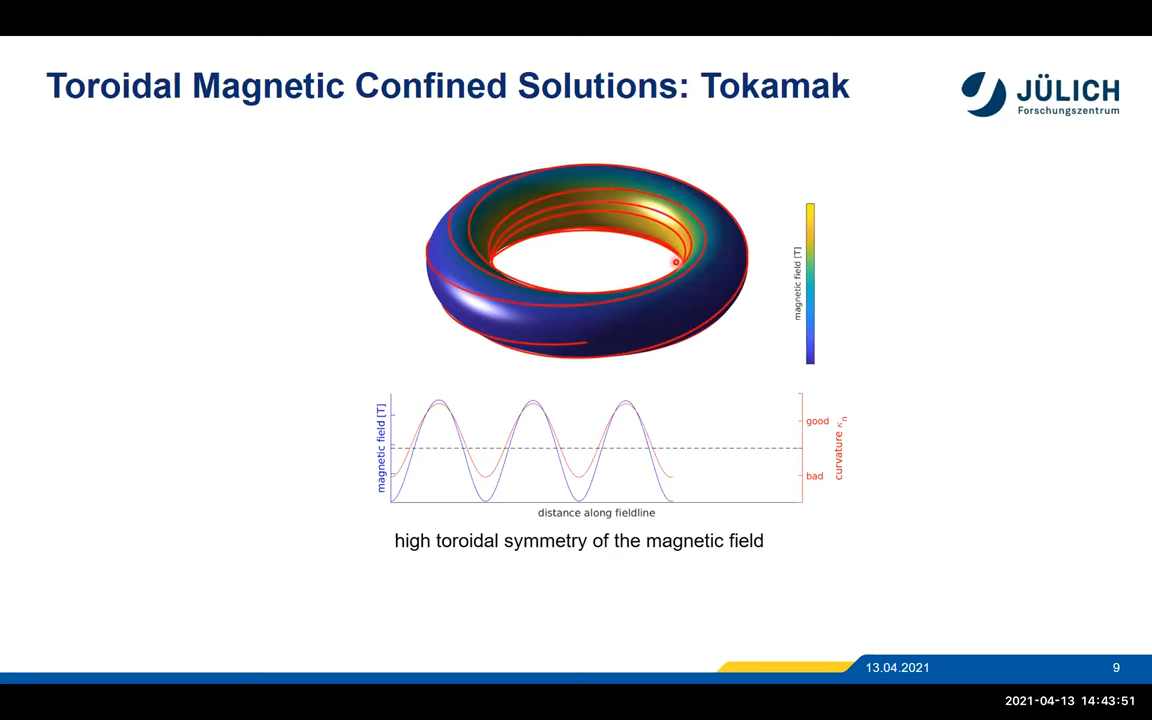 Toroidal Magnetic Confined Solutions: Tokamak
JÜLICH
Forschungszentrum
magnetic field [T]
magnetic field [T]
good
bad
curvature κn
distance along fieldline
high toroidal symmetry of the magnetic field
13.04.2021
9
2021-04-13 14:43:51